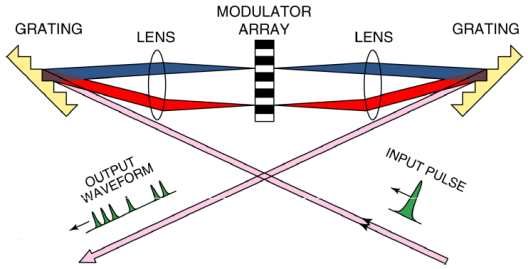 GRATING
LENS
MODULATOR
ARRAY
LENS
GRATING
OUTPUT
WAVEFORM
INPUT PULSE